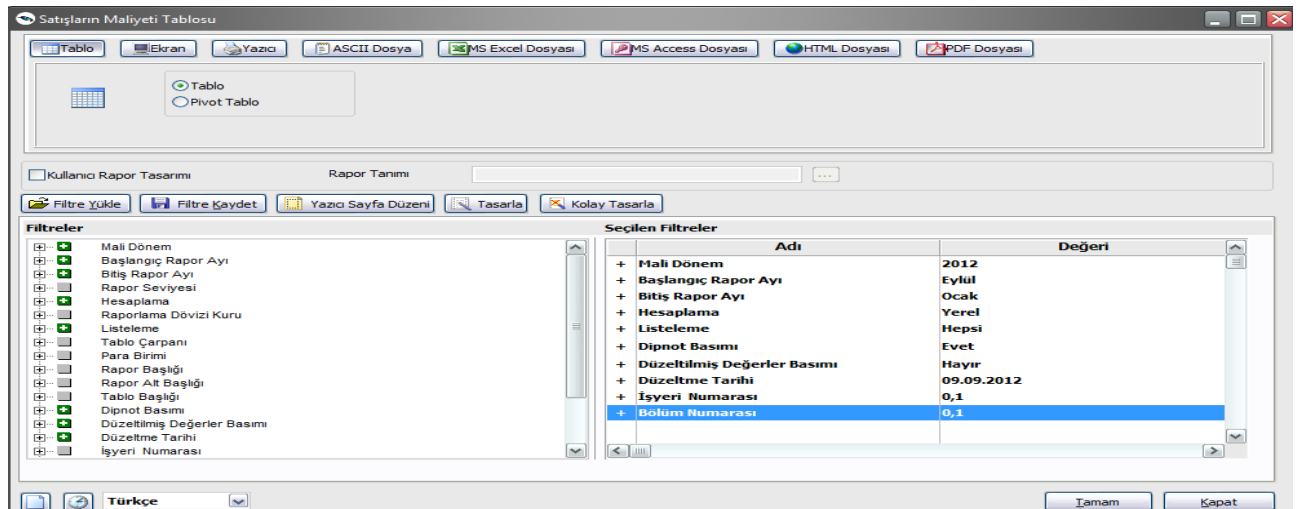 Satışların Maliyeti Tablosu
Tablo Ekran Yazıcı ASCII Dosya MS Excel Dosyası MS Access Dosyası HTML Dosyası PDF Dosyası
Tablo
Pivot Tablo
Kullanıcı Rapor Tasarımı Rapor Tanımı ...
Filtre Yükle Filtre Kaydet Yazıcı Sayfa Düzeni Tasarla Kolay Tasarla
Filtreler
Mali Dönem
Başlangıç Rapor Ayı
Bitiş Rapor Ayı
Rapor Seviyesi
Hesaplama
Raporlama Dövizi Kuru
Listeleme
Tablo Çarpanı
Para Birimi
Rapor Başlığı
Rapor Alt Başlığı
Tablo Başlığı
Dipnot Basımı
Düzeltilmiş Değerler Basımı
Düzeltme Tarihi
İşyeri Numarası
Seçilen Filtreler
Adı Değeri
+ Mali Dönem 2012
+ Başlangıç Rapor Ayı Eylül
+ Bitiş Rapor Ayı Ocak
+ Hesaplama Yerel
+ Listeleme Hepsi
+ Dipnot Basımı Evet
+ Düzeltilmiş Değerler Basımı Hayır
+ Düzeltme Tarihi 09.09.2012
+ İşyeri Numarası 0,1
+ Bölüm Numarası 0,1
Türkçe Tamam Kapat